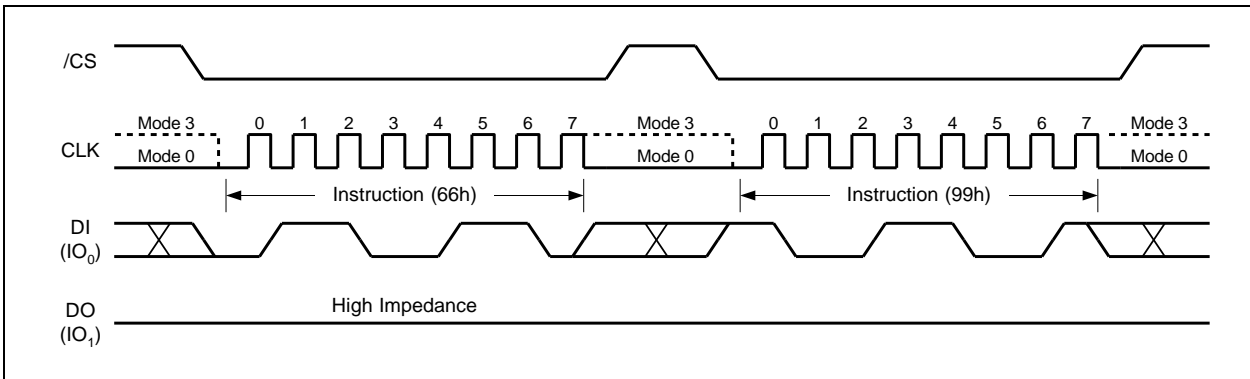 /CS
Mode 3 0 1 2 3 4 5 6 7 Mode 3 0 1 2 3 4 5 6 7 Mode 3
CLK
Mode 0 Mode 0 Mode 0
Instruction (66h) Instruction (99h)
DI
(IO₀)
High Impedance
DO
(IO₁)